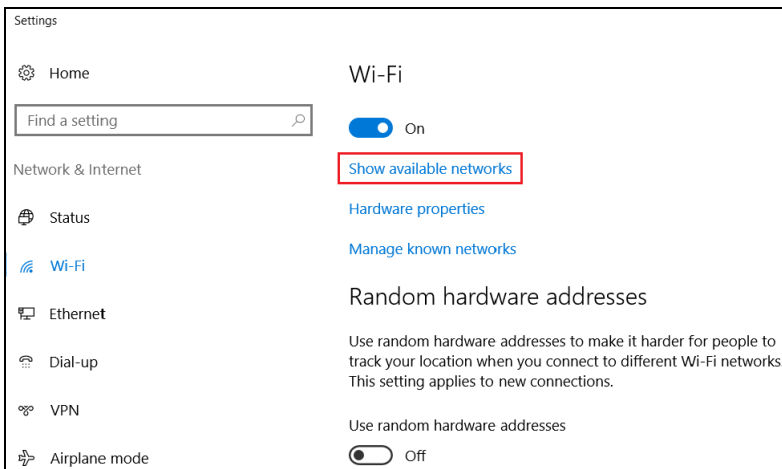 Settings
Home
Find a setting
Network & Internet
Status
Wi-Fi
Ethernet
Dial-up
VPN
Airplane mode
Wi-Fi
On
Show available networks
Hardware properties
Manage known networks
Random hardware addresses
Use random hardware addresses to make it harder for people to
track your location when you connect to different Wi-Fi networks.
This setting applies to new connections.
Use random hardware addresses
Off